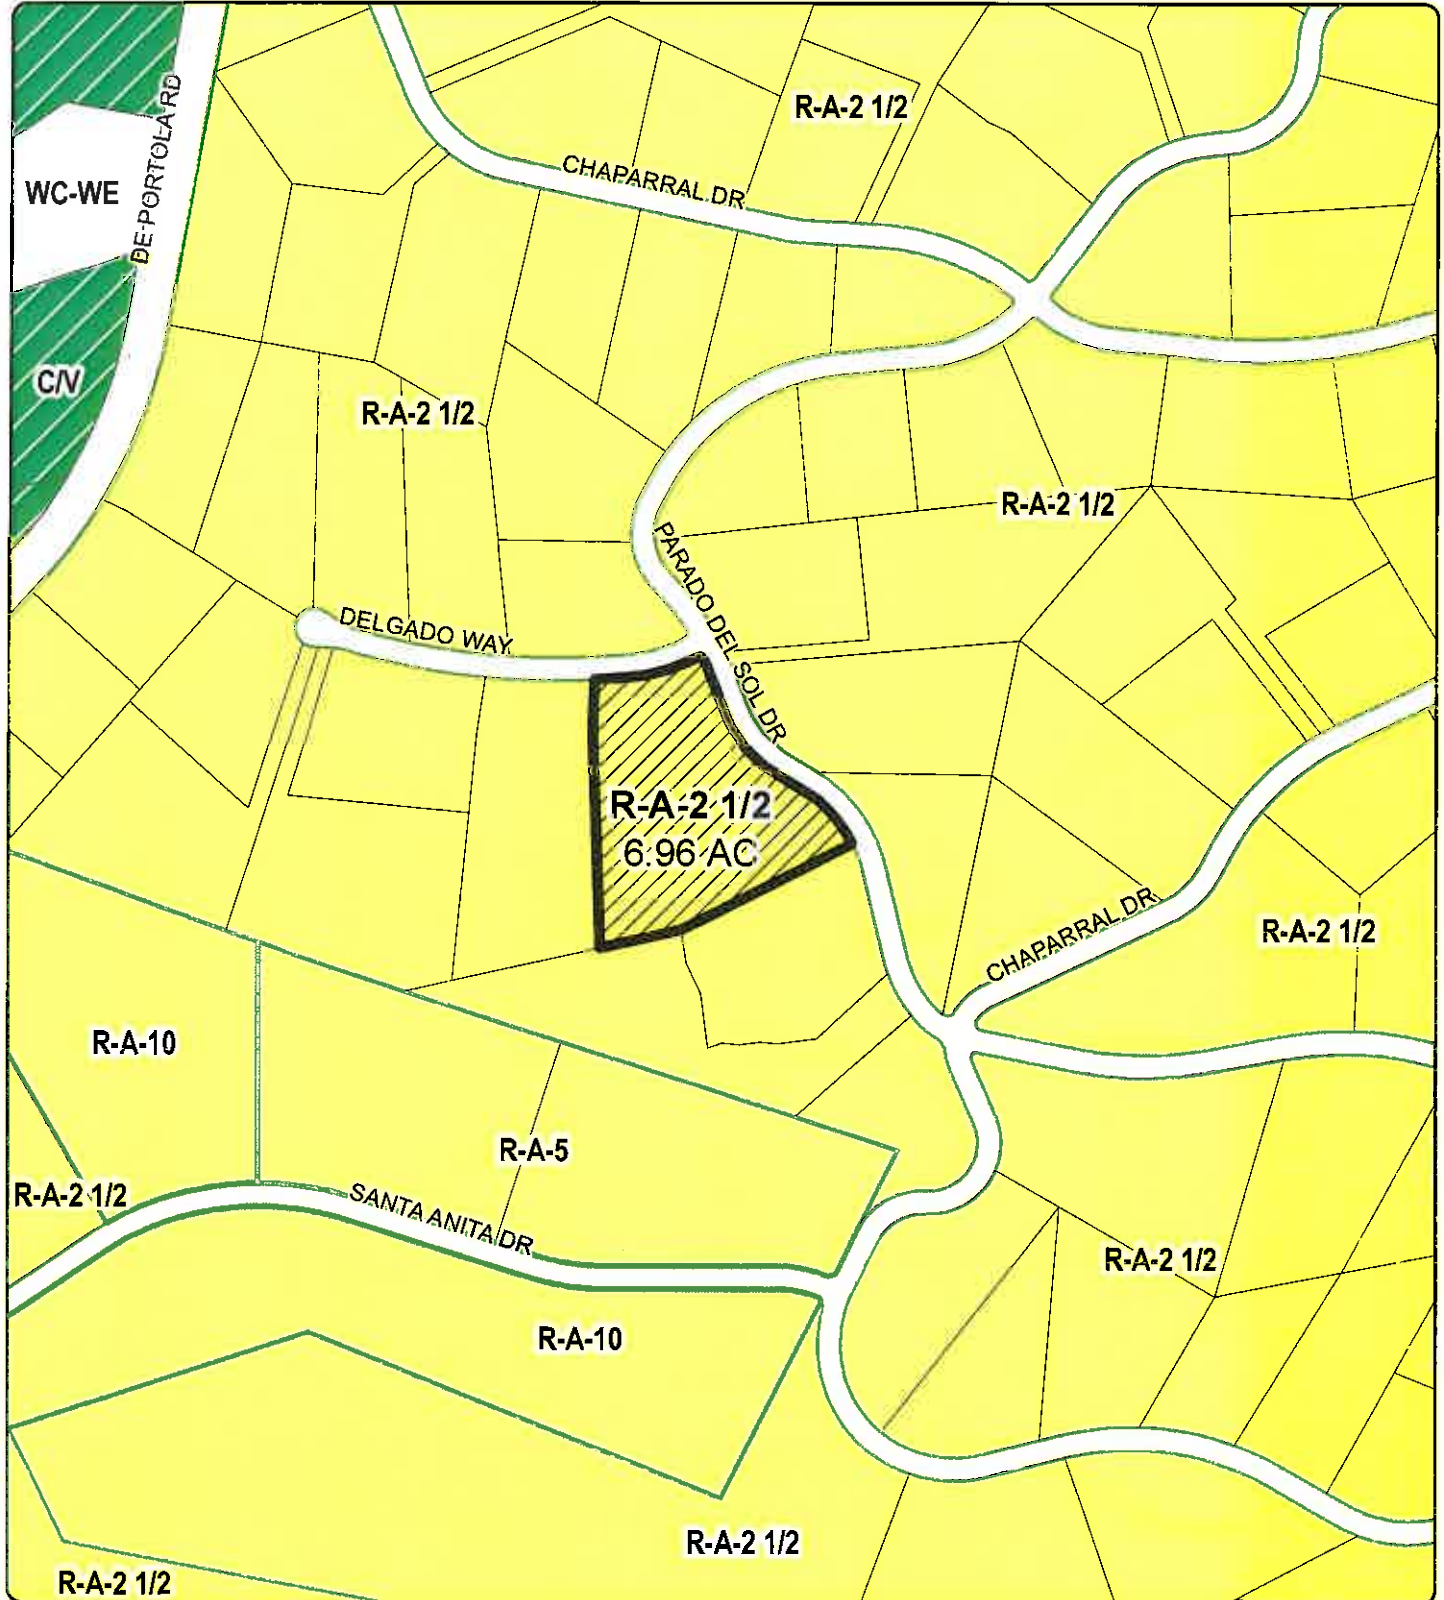 R-A-2 1/2
DE PORTOLA RD
CHAPARRAL DR
WC-WE
C/V
R-A-2 1/2
R-A-2 1/2
PARADO DEL SOL DR
DELGADO WAY
R-A-2 1/2
6.96 AC
CHAPARRAL DR
R-A-2 1/2
R-A-10
R-A-5
R-A-2 1/2
SANTA ANITA DR
R-A-2 1/2
R-A-10
R-A-2 1/2
R-A-2 1/2